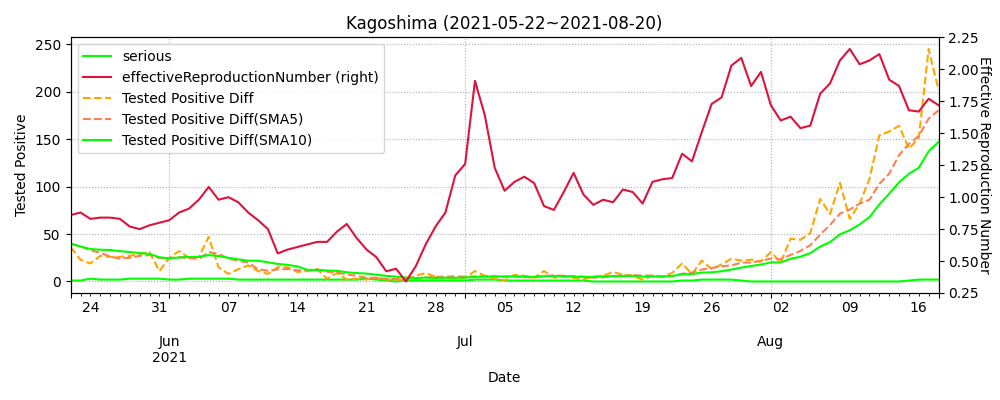 Kagoshima (2021-05-22~2021-08-20)
serious
effectiveReproductionNumber (right)
Tested Positive Diff
Tested Positive Diff(SMA5)
Tested Positive Diff(SMA10)
Tested Positive
250
200
150
100
50
0
Effective Reproduction Number
2.25
2.00
1.75
1.50
1.25
1.00
0.75
0.50
0.25
24 31 07 14 21 28 05 12 19 26 02 09 16
Jun Jul Aug
2021
Date